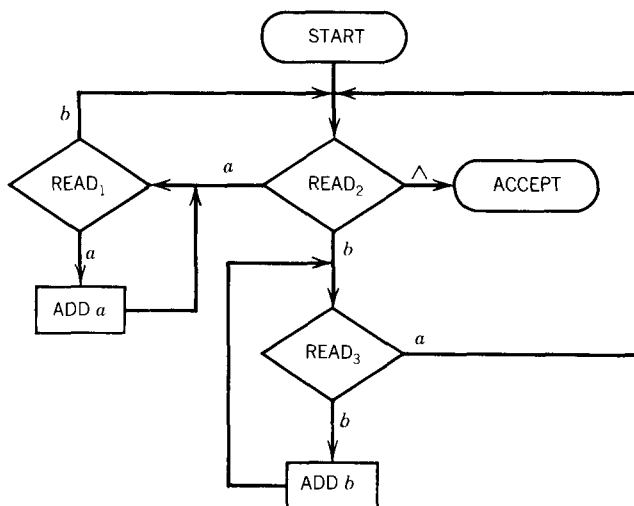 START
b
READ₁
a
READ₂
Λ
ACCEPT
a
b
ADD a
READ₃
a
b
ADD b